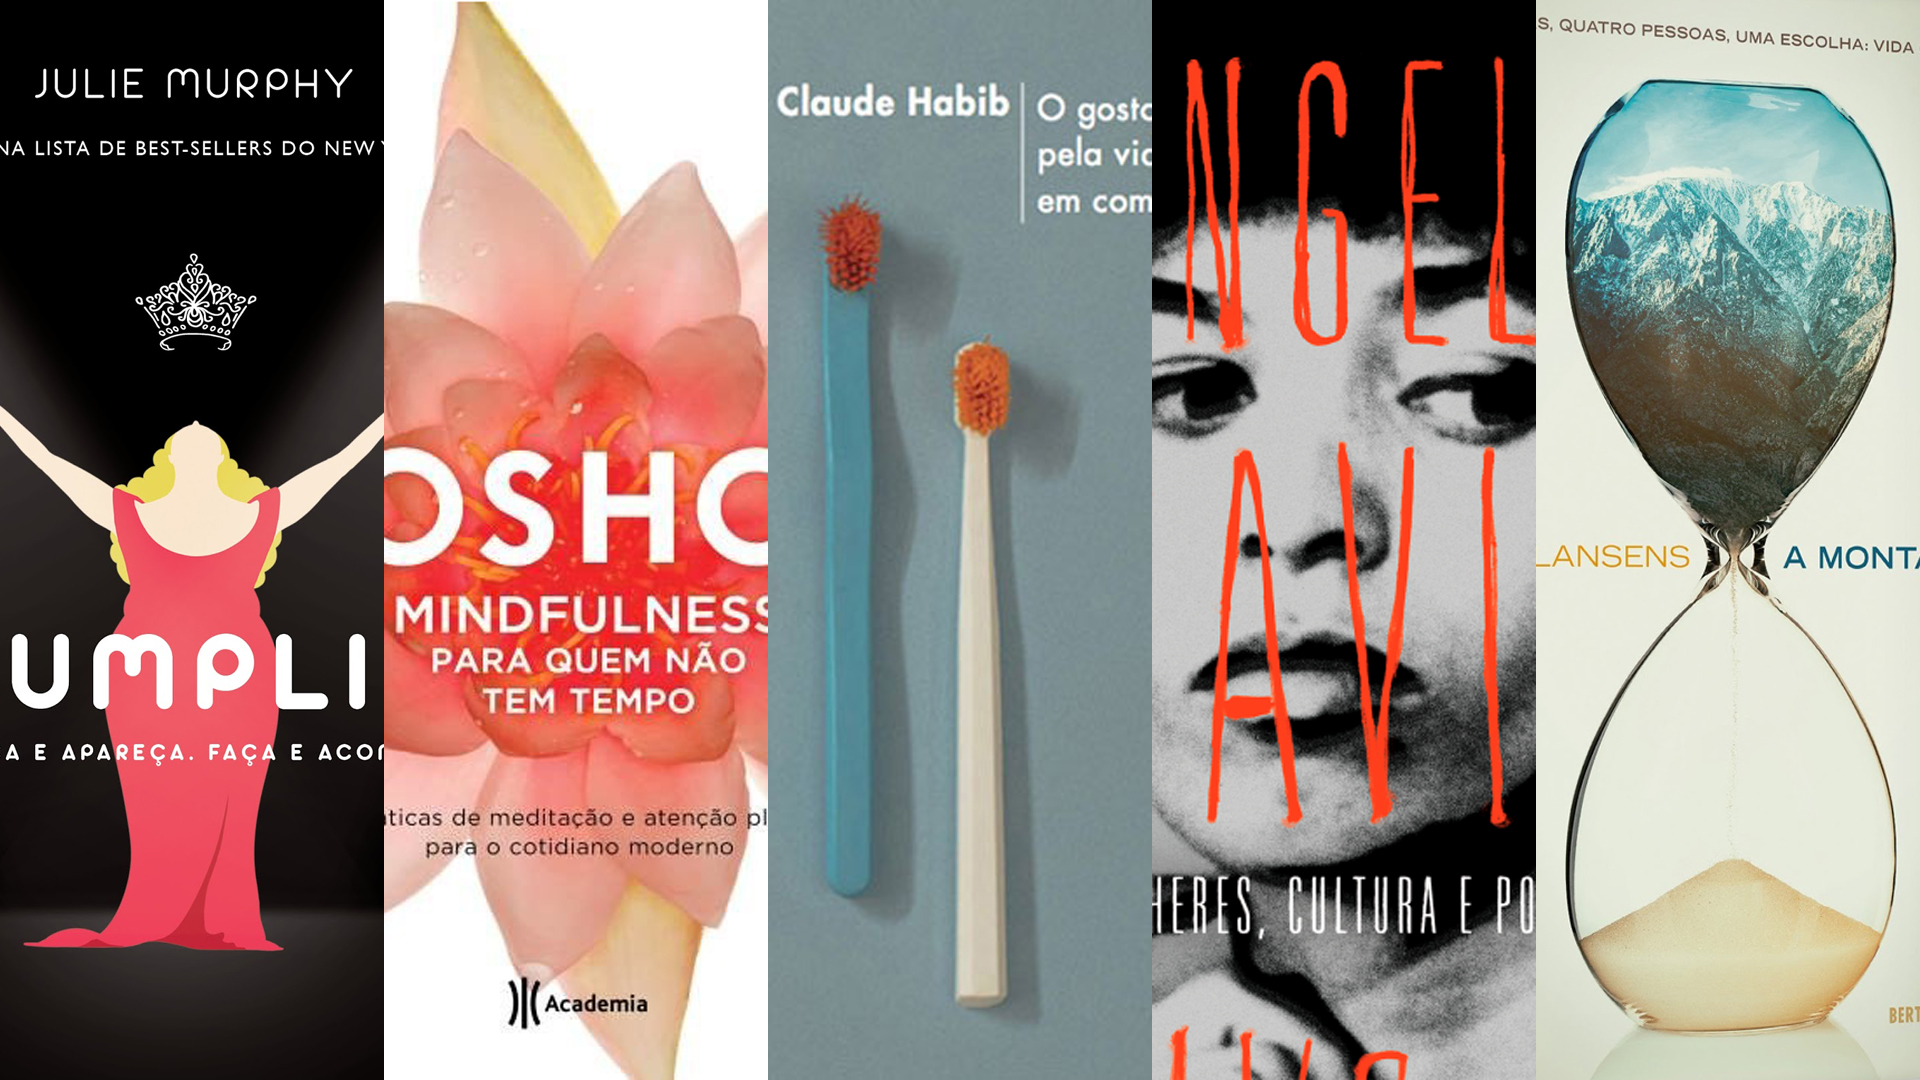 JULIE MURPHY
NA LISTA DE BEST-SELLERS DO NEW Y
UMPLI
A E APAREÇA. FAÇA E ACON
OSHO
MINDFULNESS
PARA QUEM NÃO
TEM TEMPO
ticas de meditação e atenção pl
para o cotidiano moderno
Academia
Claude Habib
O gosto
pela vid
em com
NGEL
AVI
HERES, CULTURA E PO
S, QUATRO PESSOAS, UMA ESCOLHA: VIDA
LANSENS A MONTA
BERT